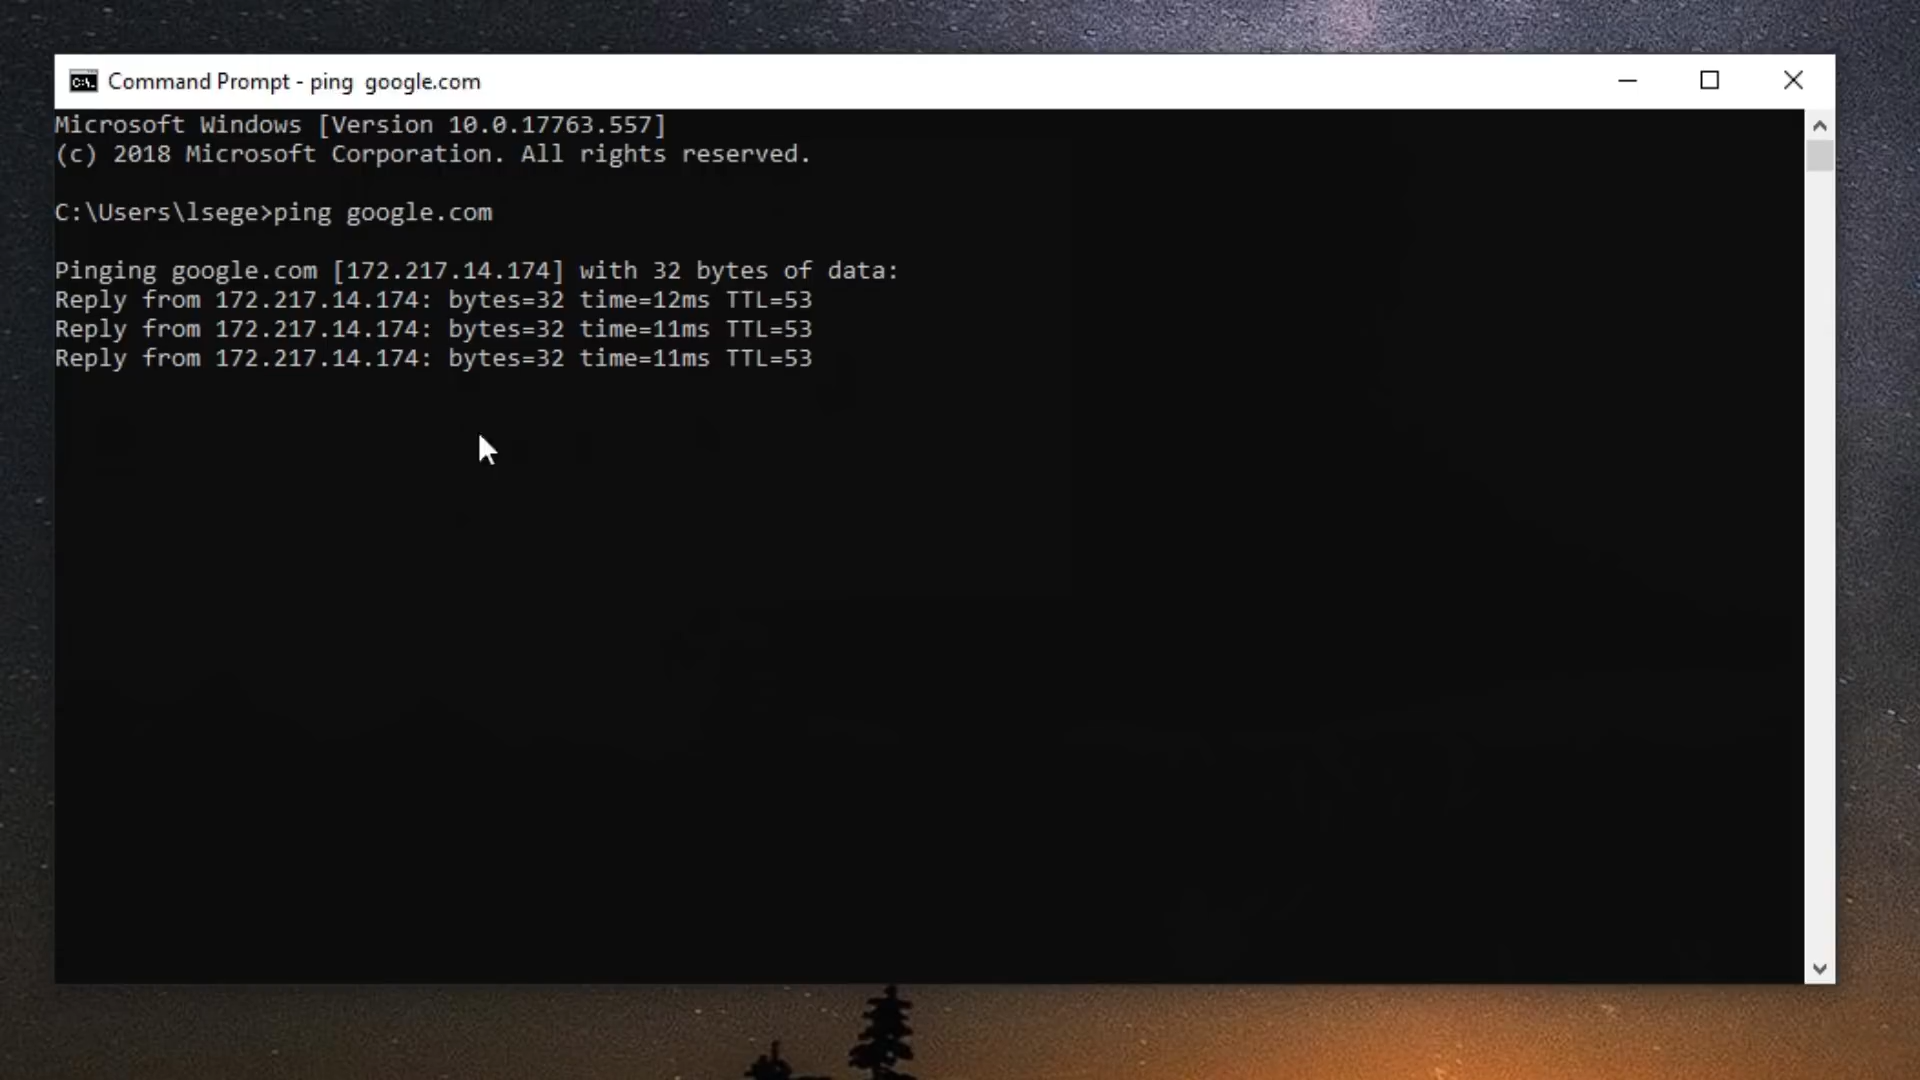 Command Prompt - ping  google.com
Microsoft Windows [Version 10.0.17763.557]
(c) 2018 Microsoft Corporation. All rights reserved.
C:\Users\lsege>ping google.com
Pinging google.com [172.217.14.174] with 32 bytes of data:
Reply from 172.217.14.174: bytes=32 time=12ms TTL=53
Reply from 172.217.14.174: bytes=32 time=11ms TTL=53
Reply from 172.217.14.174: bytes=32 time=11ms TTL=53